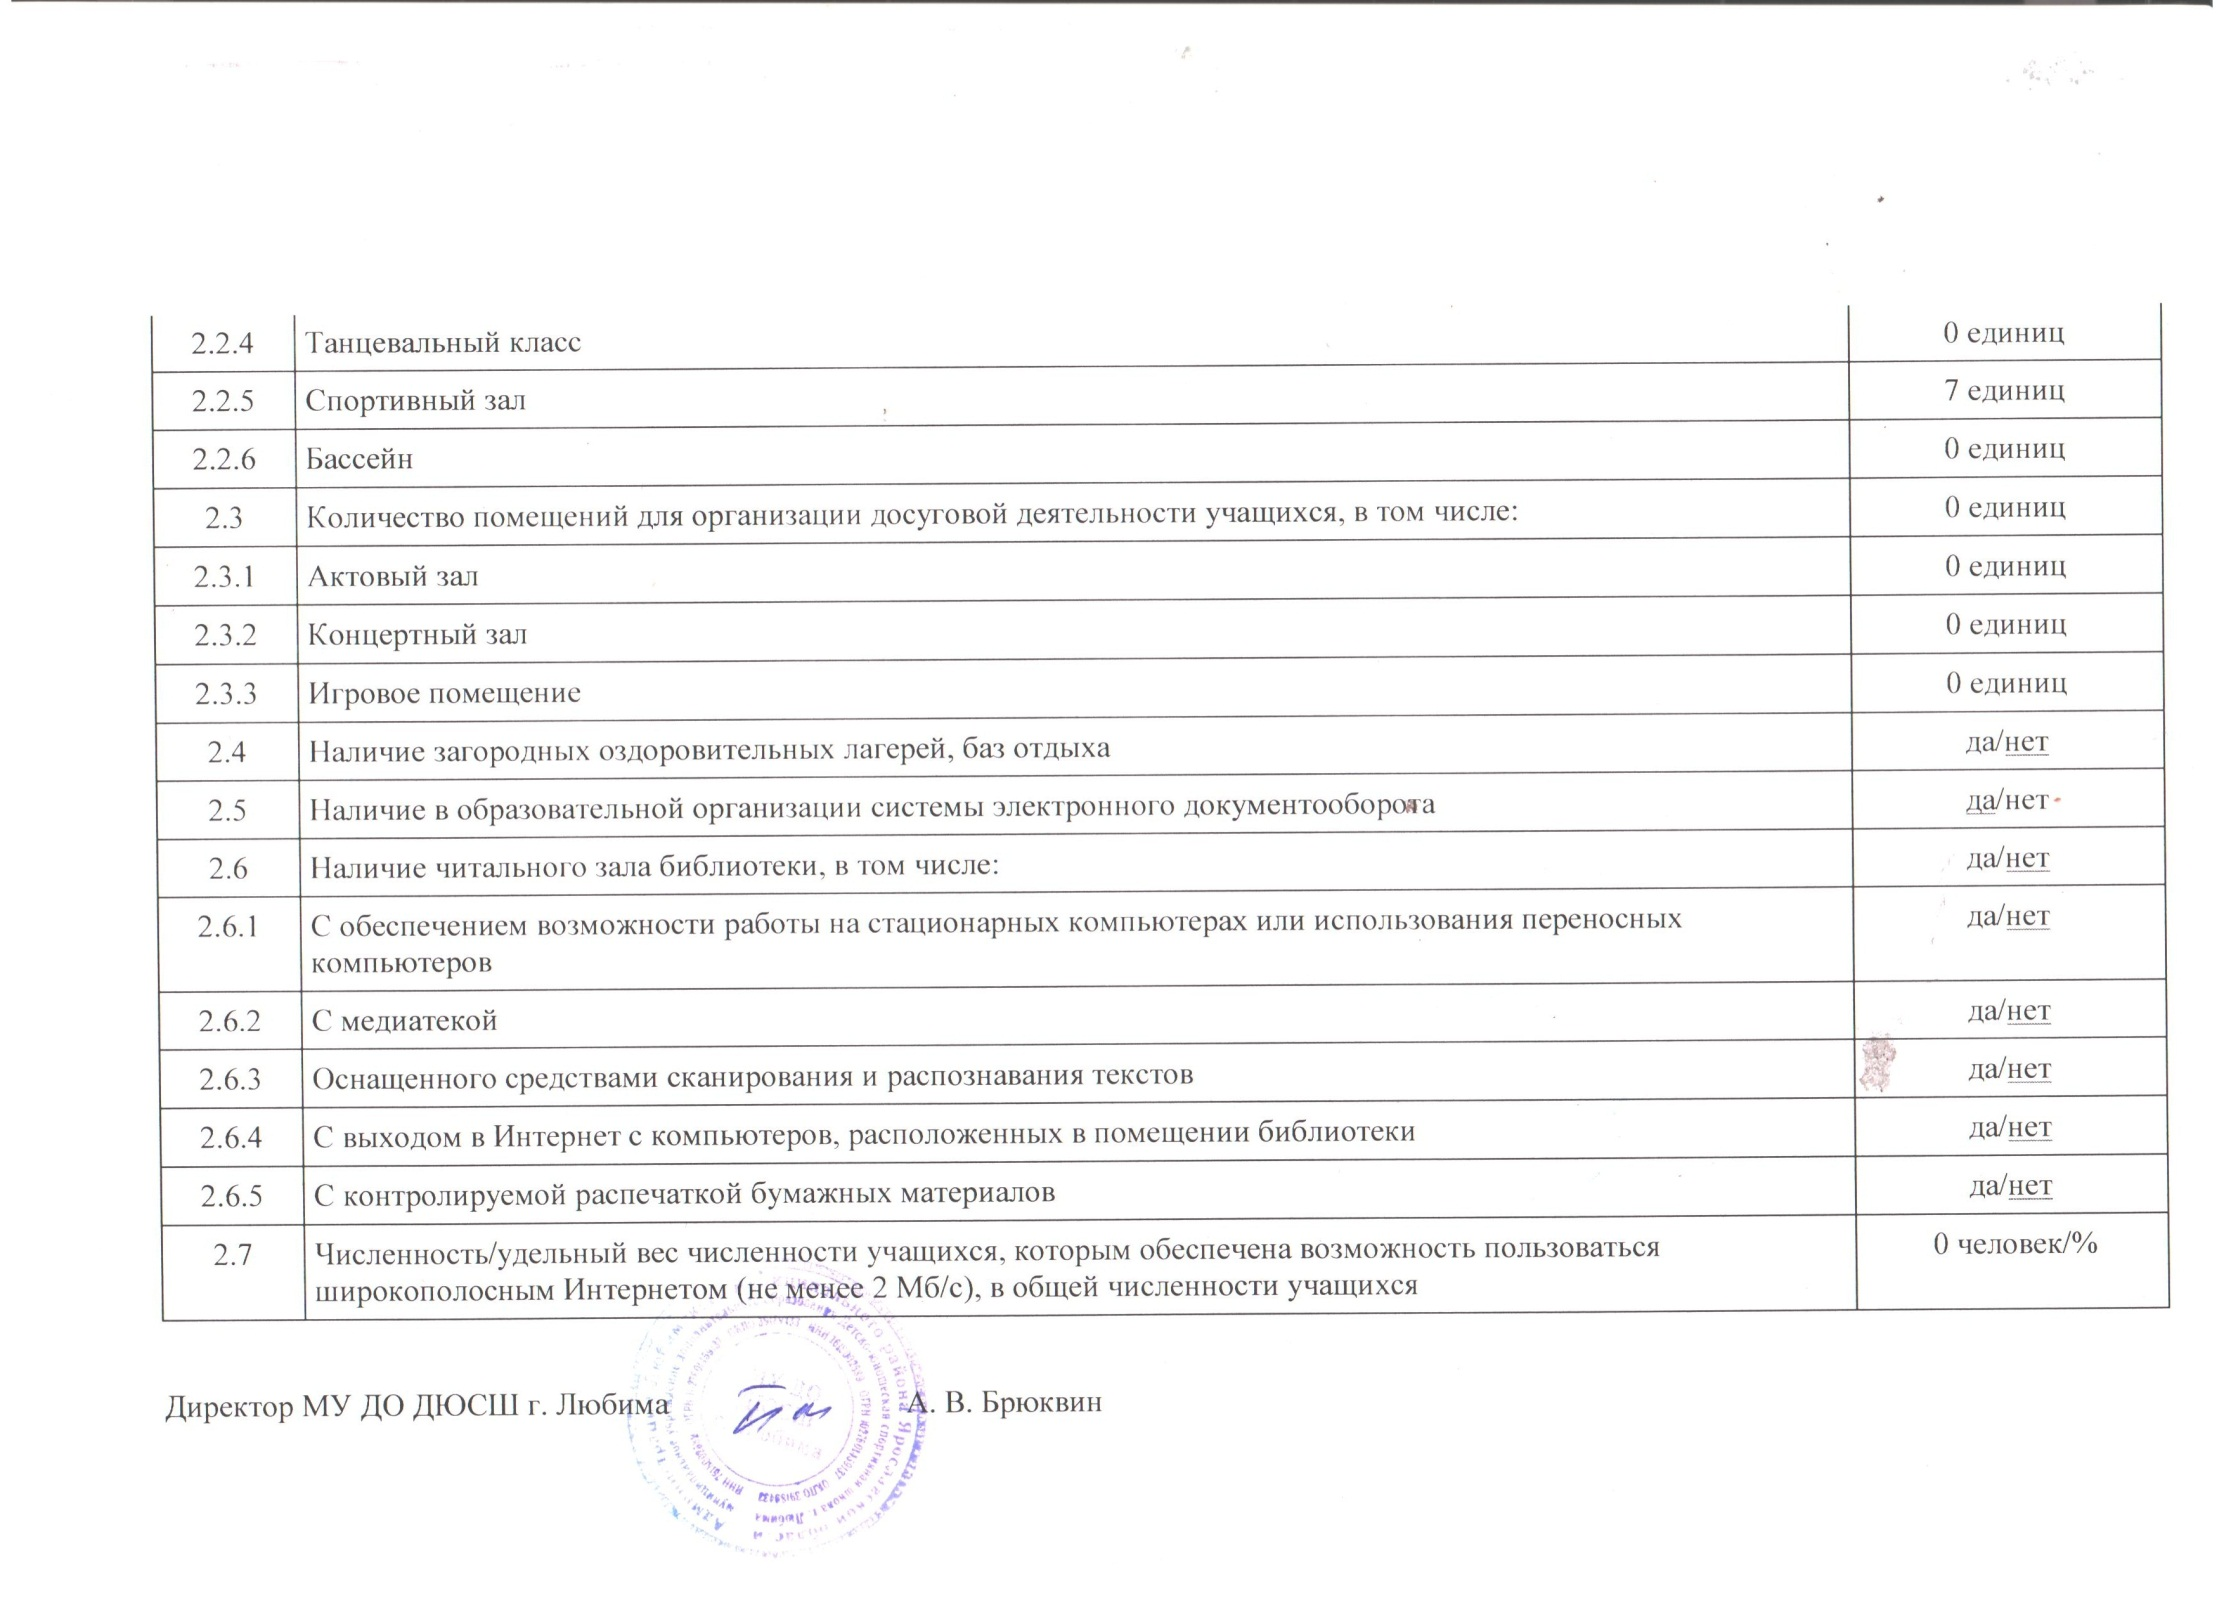 2.2.4 Танцевальный класс 0 единиц
2.2.5 Спортивный зал 7 единиц
2.2.6 Бассейн 0 единиц
2.3 Количество помещений для организации досуговой деятельности учащихся, в том числе: 0 единиц
2.3.1 Актовый зал 0 единиц
2.3.2 Концертный зал 0 единиц
2.3.3 Игровое помещение 0 единиц
2.4 Наличие загородных оздоровительных лагерей, баз отдыха да/нет
2.5 Наличие в образовательной организации системы электронного документооборота да/нет
2.6 Наличие читального зала библиотеки, в том числе: да/нет
2.6.1 С обеспечением возможности работы на стационарных компьютерах или использования переносных да/нет
компьютеров
2.6.2 С медиатекой да/нет
2.6.3 Оснащенного средствами сканирования и распознавания текстов да/нет
2.6.4 С выходом в Интернет с компьютеров, расположенных в помещении библиотеки да/нет
2.6.5 С контролируемой распечаткой бумажных материалов да/нет
2.7 Численность/удельный вес численности учащихся, которым обеспечена возможность пользоваться 0 человек/%
широкополосным Интернетом (не менее 2 Мб/с), в общей численности учащихся
Директор МУ ДО ДЮСШ г. Любима А. В. Брюквин